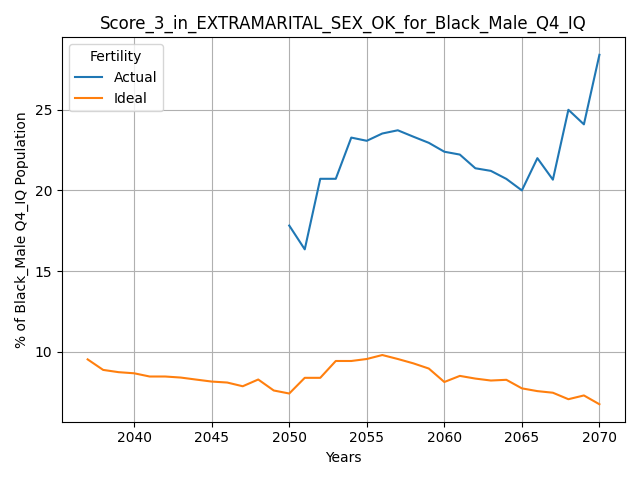 Score_3_in_EXTRAMARITAL_SEX_OK_for_Black_Male_Q4_IQ
Fertility
Actual
Ideal
% of Black_Male Q4_IQ Population
25
20
15
10
2040
2045
2050
2055
2060
2065
2070
Years